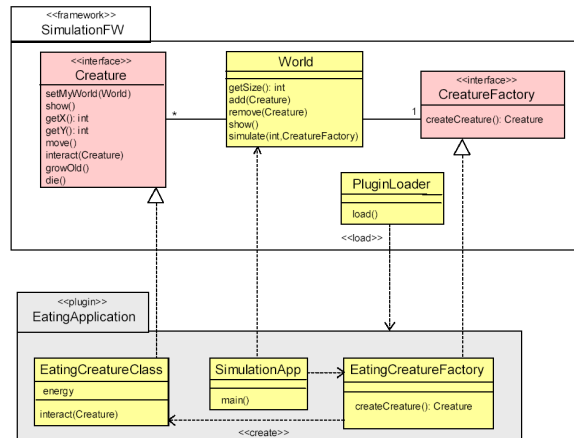 <<framework>>
SimulationFW
<<interface>>
Creature
setMyWorld(World)
show()
getX(): int
getY(): int
move()
interact(Creature)
growOld()
die()
*
World
getSize(): int
add(Creature)
remove(Creature)
show()
simulate(int,CreatureFactory)
1
<<interface>>
CreatureFactory
createCreature(): Creature
PluginLoader
load()
<<load>>
<<plugin>>
EatingApplication
EatingCreatureClass
energy
interact(Creature)
SimulationApp
main()
EatingCreatureFactory
createCreature(): Creature
<<create>>